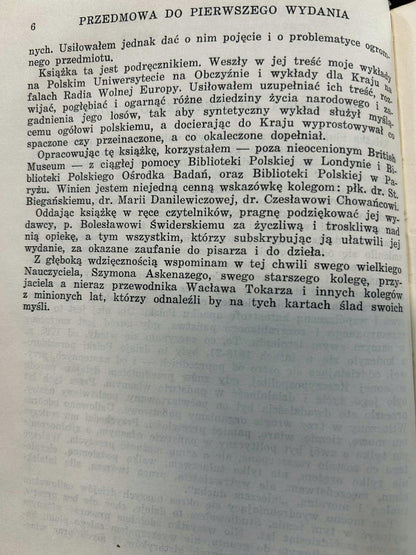 6 PRZEDMOWA DO PIERWSZEGO WYDANIA
nych. Usiłowałem jednak dać o nim pojęcie i o problematyce ogrom-
nego przedmiotu.
Książka ta jest podręcznikiem. Weszły w jej treść moje wykłady
na Polskim Uniwersytecie na Obczyźnie i wykłady dla Kraju na
falach Radia Wolnej Europy. Usiłowałem uzupełniać ich treść, roz-
wijać, pogłębiać i ogarnąć różne dziedziny życia narodowego i za-
gadnienia jego losów, tak aby syntetyczny wykład służył myślą-
cemu ogółowi polskiemu, a docierając do Kraju wyprostowywał co
spaczone czy przeinaczone, a co okaleczone dopełniał.
Opracowując tę książkę, korzystałem — poza nieocenionym British
Museum — z ciągłej pomocy Biblioteki Polskiej w Londynie i Bi-
blioteki Polskiego Ośrodka Badań, oraz Biblioteki Polskiej w Pa-
ryżu. Winien jestem niejedną cenną wskazówkę kolegom: płk. dr. St.
Biegańskiemu, dr. Marii Danilewiczowej, dr. Czesławowi Chowańcowi.
Oddając książkę w ręce czytelników, pragnę podziękować jej wy-
dawcy, p. Bolesławowi Świderskiemu za życzliwą i troskliwą nad
nią opiekę, a tym wszystkim, którzy subskrybując ją ułatwili jej
wydanie, za okazane zaufanie do pisarza i do dzieła.
Z głęboką wdzięcznością wspominam w tej chwili swego wielkiego
Nauczyciela, Szymona Askenazego, swego starszego kolegę, przy-
jaciela a nieraz przewodnika Wacława Tokarza i innych kolegów
z minionych lat, którzy odnaleźli by na tych kartach ślad swoich
myśli.